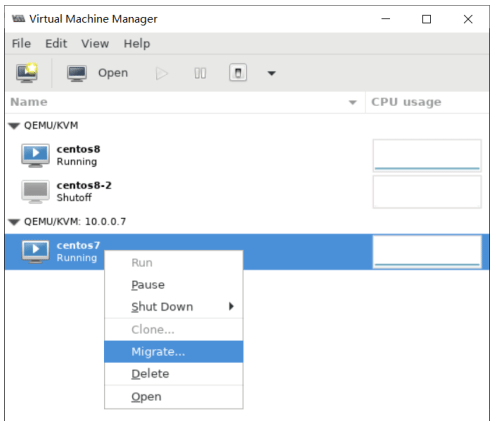 Virtual Machine Manager
File Edit View Help
Open
Name CPU usage
QEMU/KVM
centos8
Running
centos8-2
Shutoff
QEMU/KVM: 10.0.0.7
centos7
Running
Run
Pause
Shut Down
Clone...
Migrate...
Delete
Open